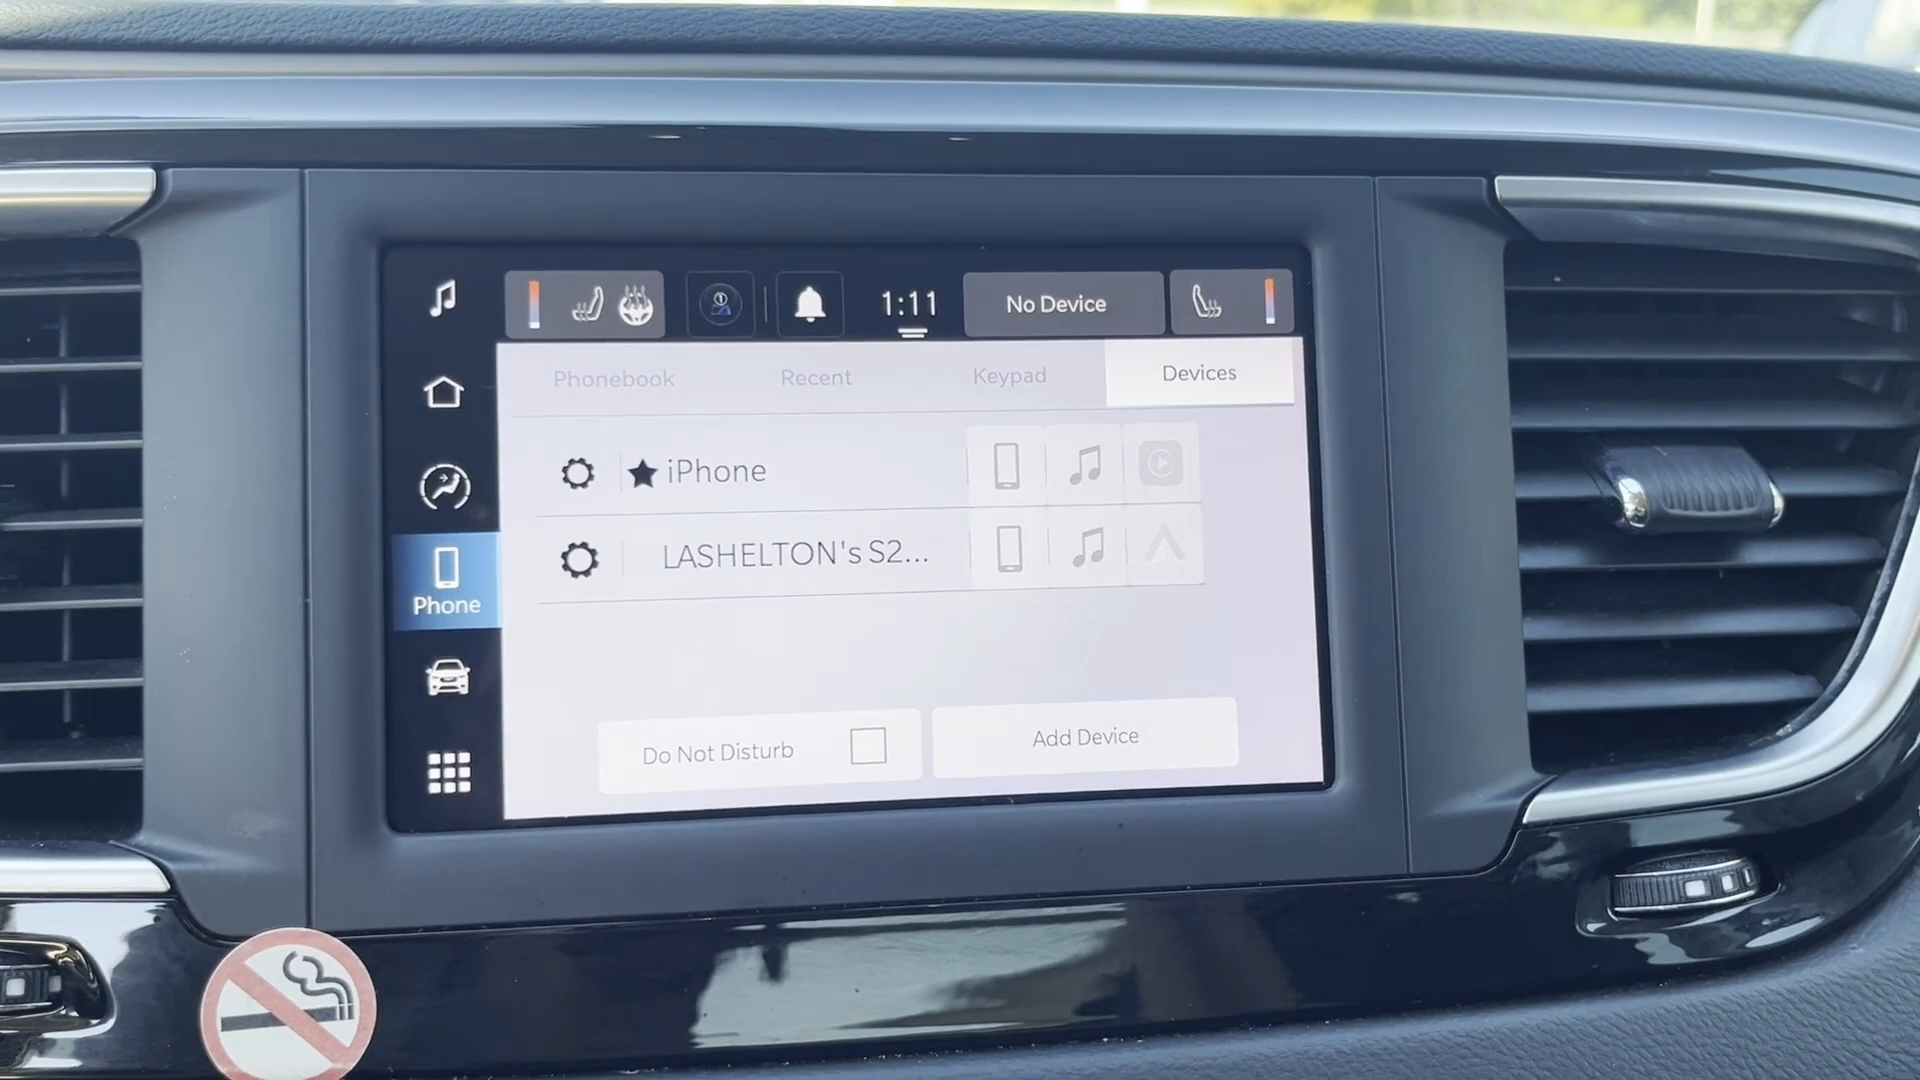 1:11
No Device
Phonebook
Recent
Keypad
Devices
iPhone
LASHELTON's S2...
Phone
Do Not Disturb
Add Device